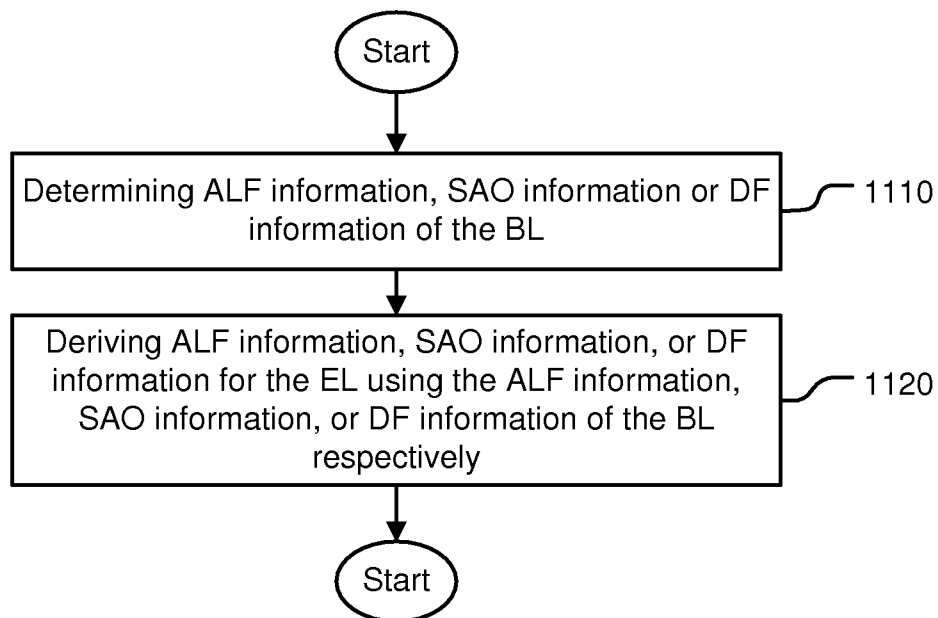 Start
Determining ALF information, SAO information or DF
information of the BL
1110
Deriving ALF information, SAO information, or DF
information for the EL using the ALF information,
SAO information, or DF information of the BL
respectively
1120
Start